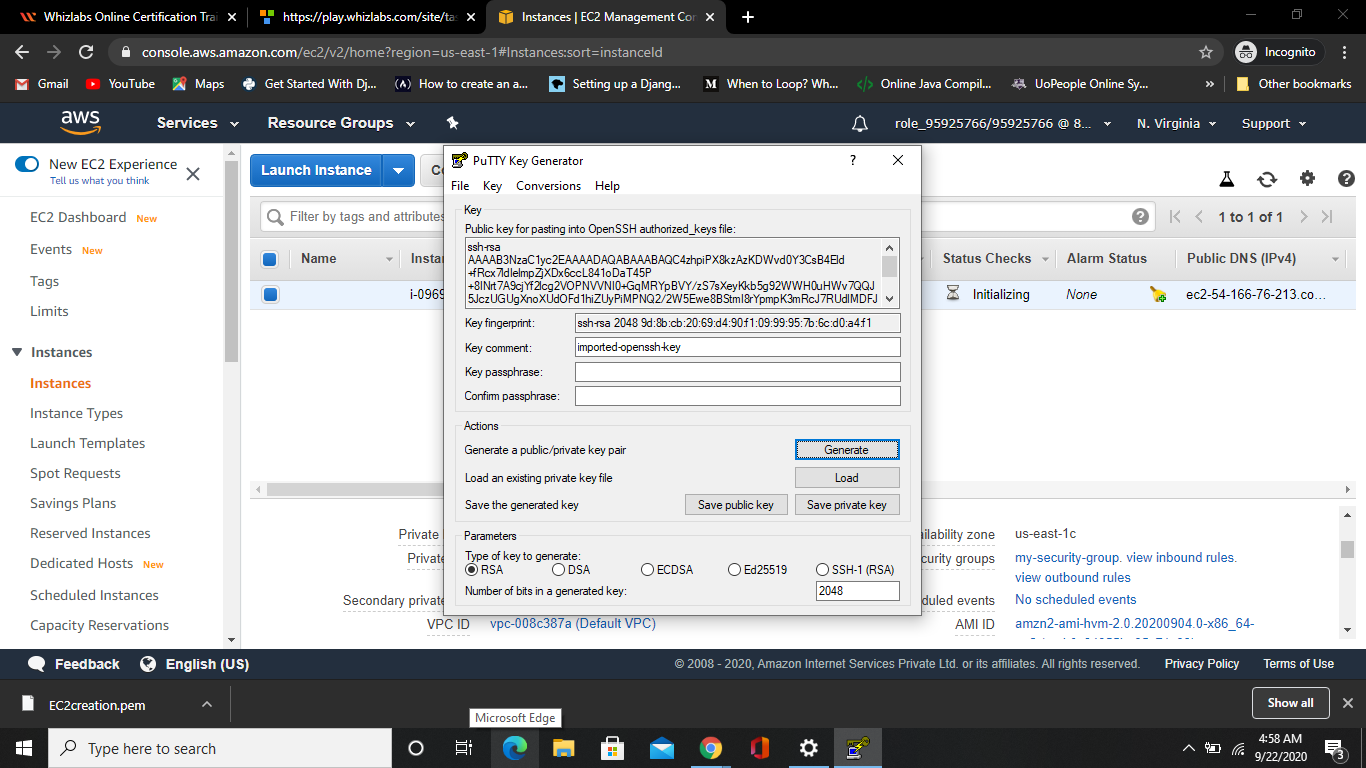 Whizlabs Online Certification Trai
https://play.whizlabs.com/site/tas
Instances | EC2 Management Con
console.aws.amazon.com/ec2/v2/home?region=us-east-1#Instances:sort=instanceId
Incognito
Gmail
YouTube
Maps
Get Started With Dj...
How to create an a...
Setting up a Djang...
When to Loop? Wh...
Online Java Compil...
UoPeople Online Sy...
»
Other bookmarks
aws
Services
Resource Groups
role_95925766/95925766 @ 8...
N. Virginia
Support
New EC2 Experience
Tell us what you think
EC2 Dashboard New
Events New
Tags
Limits
Instances
Instances
Instance Types
Launch Templates
Spot Requests
Savings Plans
Reserved Instances
Dedicated Hosts New
Scheduled Instances
Capacity Reservations
Launch Instance
Co
Filter by tags and attributes
1 to 1 of 1
Name
Instan
Status Checks
Alarm Status
Public DNS (IPv4)
i-0969
Initializing
None
ec2-54-166-76-213.co...
PuTTY Key Generator
?
File Key Conversions Help
Key
Public key for pasting into OpenSSH authorized_keys file:
ssh-rsa
Key fingerprint:
ssh-rsa 2048 9d:8b:cb:20:69:d4:90:f1:09:99:95:7b:6c:d0:a4:f1
Key comment:
imported-openssh-key
Key passphrase:
Confirm passphrase:
Actions
Generate a public/private key pair
Generate
Load an existing private key file
Load
Save the generated key
Save public key
Save private key
Parameters
Type of key to generate:
RSA DSA ECDSA Ed25519 SSH-1 (RSA)
Number of bits in a generated key:
2048
Private
Private
Secondary private
VPC ID
vpc-008c387a (Default VPC)
ailability zone
us-east-1c
curity groups
my-security-group. view inbound rules.
view outbound rules
duled events
No scheduled events
AMI ID
amzn2-ami-hvm-2.0.20200904.0-x86_64-
Feedback
English (US)
© 2008 - 2020, Amazon Internet Services Private Ltd. or its affiliates. All rights reserved.
Privacy Policy
Terms of Use
EC2creation.pem
Show all
Microsoft Edge
Type here to search
4:58 AM
9/22/2020
3